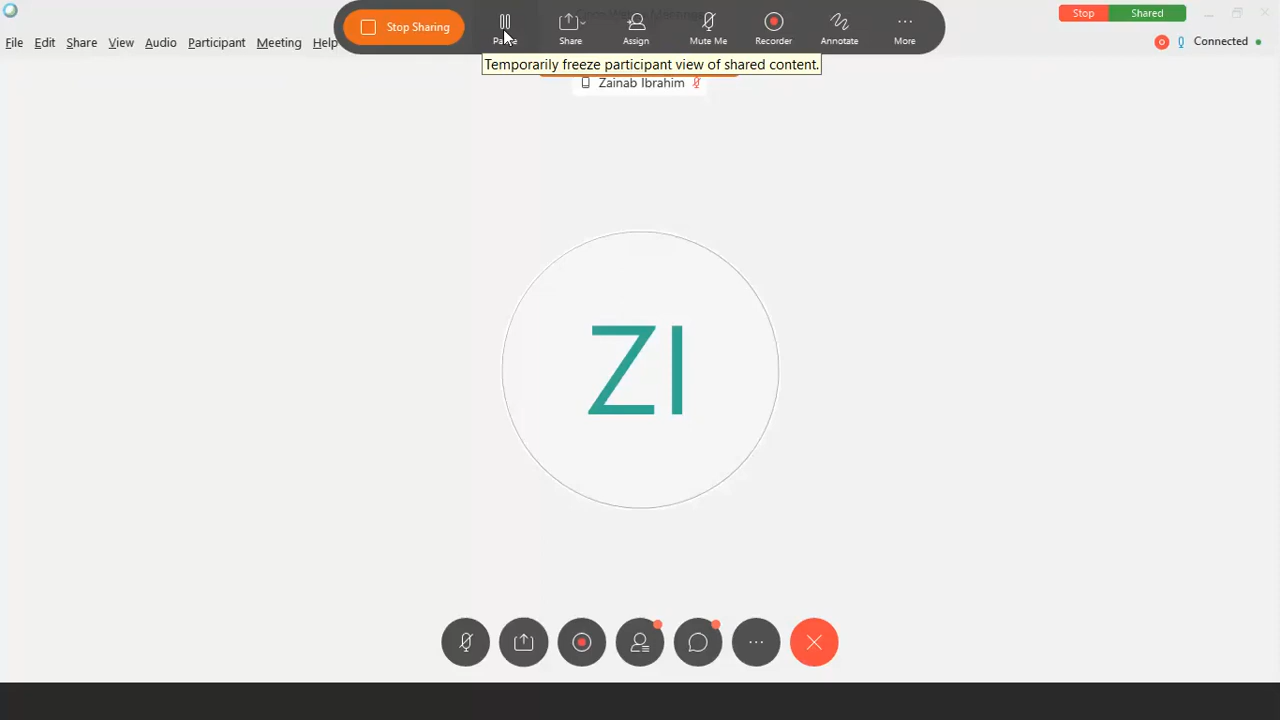 Stop Sharing
Pause Share Assign Mute Me Recorder Annotate More
Stop Shared
File Edit Share View Audio Participant Meeting Help
Connected
Temporarily freeze participant view of shared content.
Zainab Ibrahim
ZI